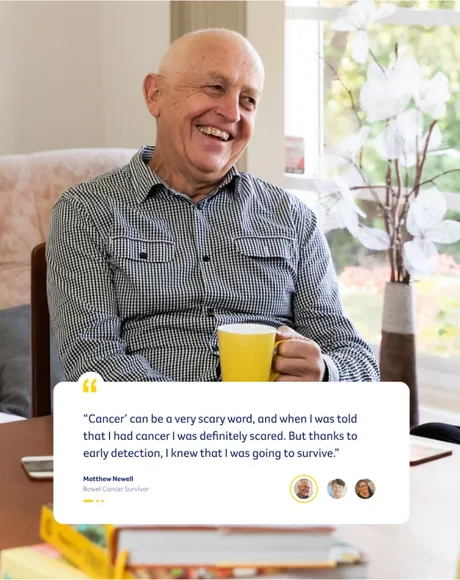 “Cancer’ can be a very scary word, and when I was told
that I had cancer I was definitely scared. But thanks to
early detection, I knew that I was going to survive.”
Matthew Newell
Bowel Cancer Survivor